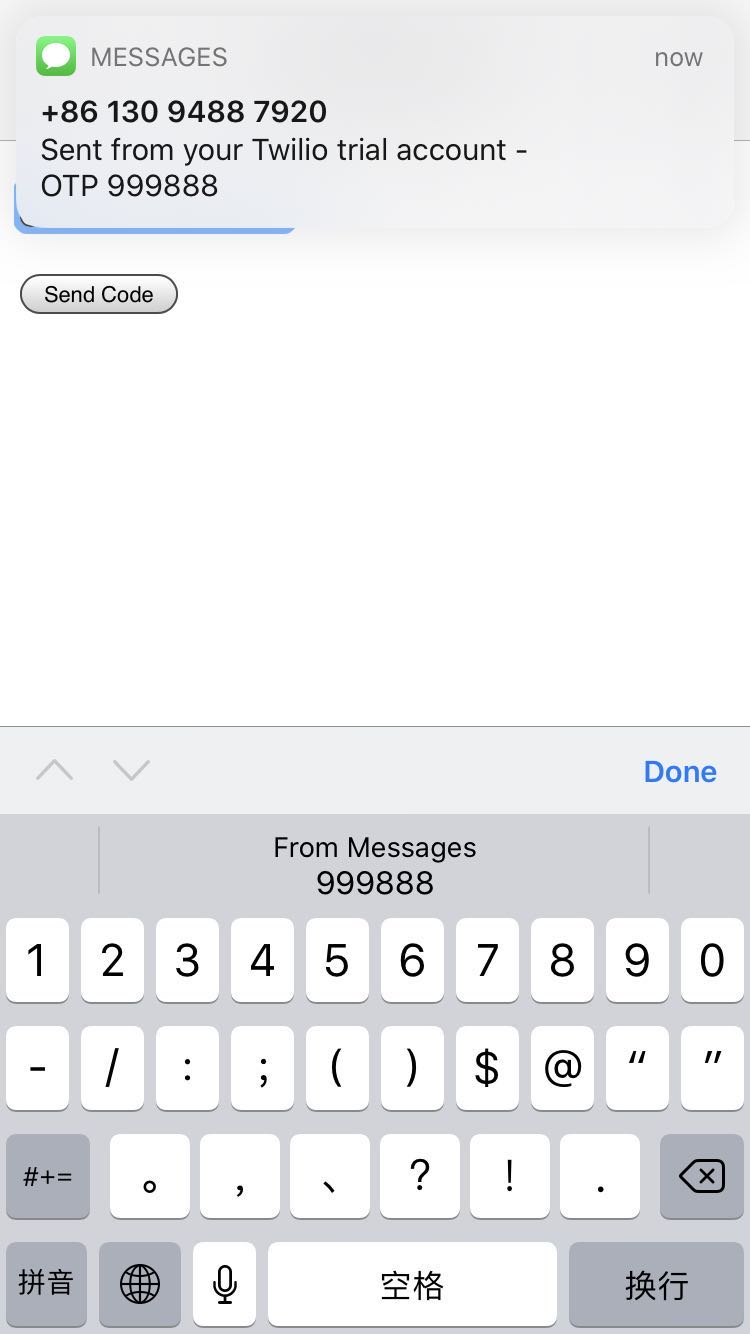 MESSAGES
now
+86 130 9488 7920
Sent from your Twilio trial account -
OTP 999888
Send Code
Done
From Messages
999888
1 2 3 4 5 6 7 8 9 0
- / : ; ( ) $ @ “ ”
#+= 。 , 、 ? ! .
拼音 空格 换行